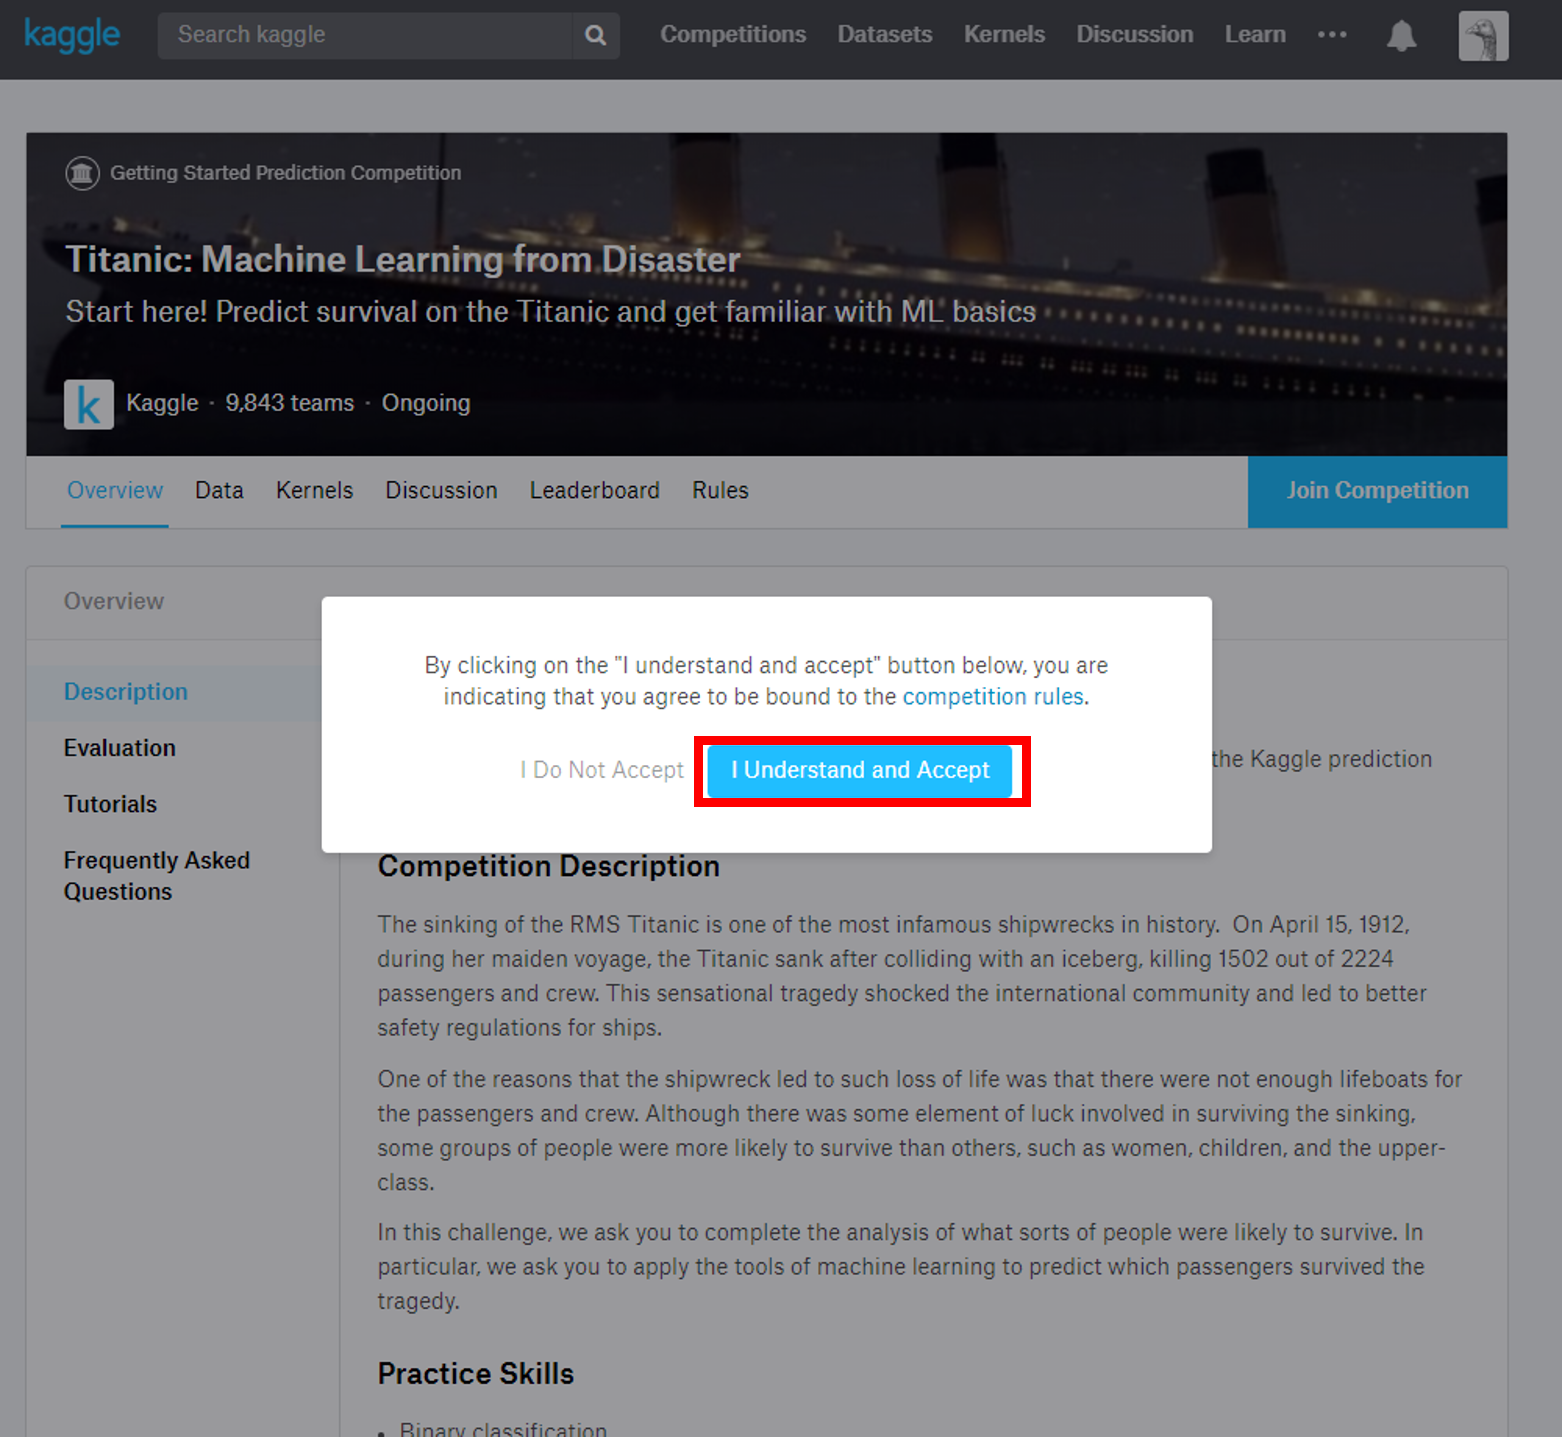 kaggle
Search kaggle
Competitions Datasets Kernels Discussion Learn
Getting Started Prediction Competition
Titanic: Machine Learning from Disaster
Start here! Predict survival on the Titanic and get familiar with ML basics
k
Kaggle · 9,843 teams · Ongoing
Overview Data Kernels Discussion Leaderboard Rules
Join Competition
Overview
Description
Evaluation
Tutorials
Frequently Asked
Questions
By clicking on the "I understand and accept" button below, you are
indicating that you agree to be bound to the competition rules.
I Do Not Accept
I Understand and Accept
the Kaggle prediction
Competition Description
The sinking of the RMS Titanic is one of the most infamous shipwrecks in history. On April 15, 1912,
during her maiden voyage, the Titanic sank after colliding with an iceberg, killing 1502 out of 2224
passengers and crew. This sensational tragedy shocked the international community and led to better
safety regulations for ships.
One of the reasons that the shipwreck led to such loss of life was that there were not enough lifeboats for
the passengers and crew. Although there was some element of luck involved in surviving the sinking,
some groups of people were more likely to survive than others, such as women, children, and the upper-
class.
In this challenge, we ask you to complete the analysis of what sorts of people were likely to survive. In
particular, we ask you to apply the tools of machine learning to predict which passengers survived the
tragedy.
Practice Skills
• Binary classification